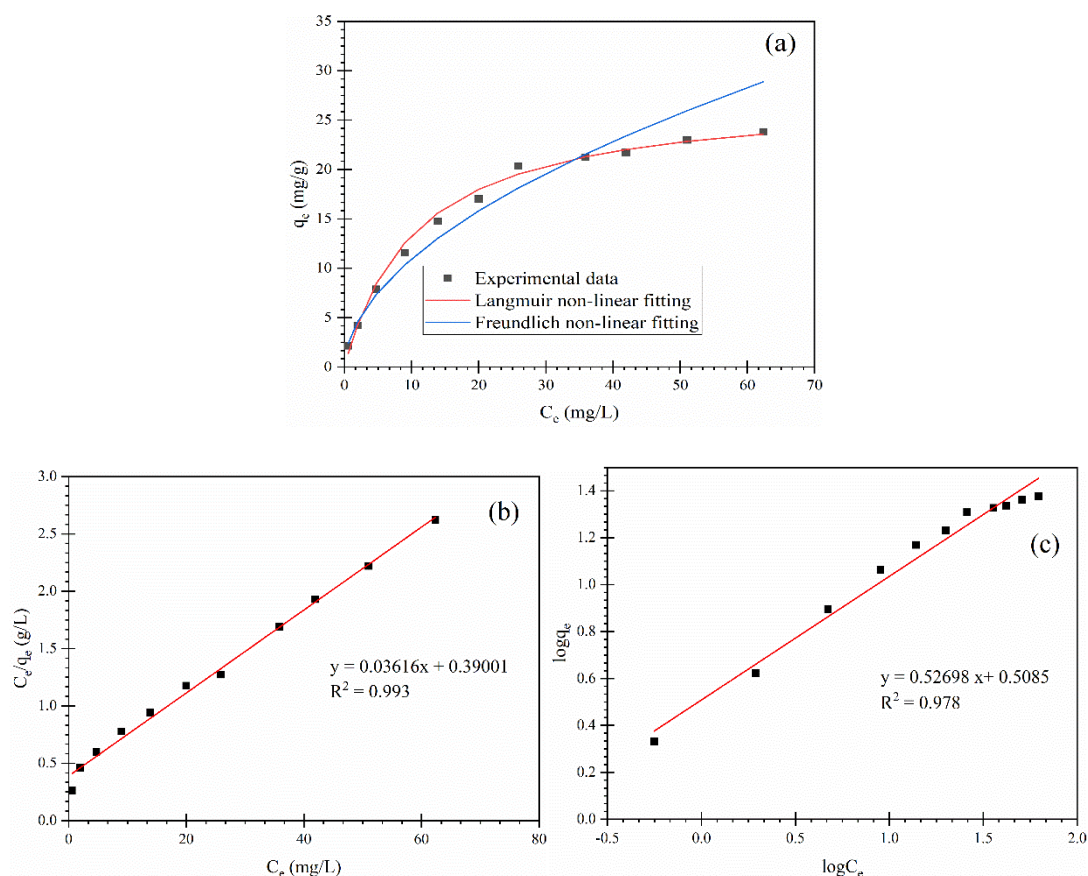 (a)
35
30
25
20
15
10
5
0
qe (mg/g)
Experimental data
Langmuir non-linear fitting
Freundlich non-linear fitting
0 10 20 30 40 50 60 70
Ce (mg/L)
(b)
3.0
2.5
2.0
1.5
1.0
0.5
0.0
Ce/qe (g/L)
y = 0.03616x + 0.39001
R² = 0.993
0 20 40 60 80
Ce (mg/L)
(c)
1.4
1.2
1.0
0.8
0.6
0.4
0.2
0.0
logqe
y = 0.52698 x+ 0.5085
R² = 0.978
-0.5 0.0 0.5 1.0 1.5 2.0
logCe